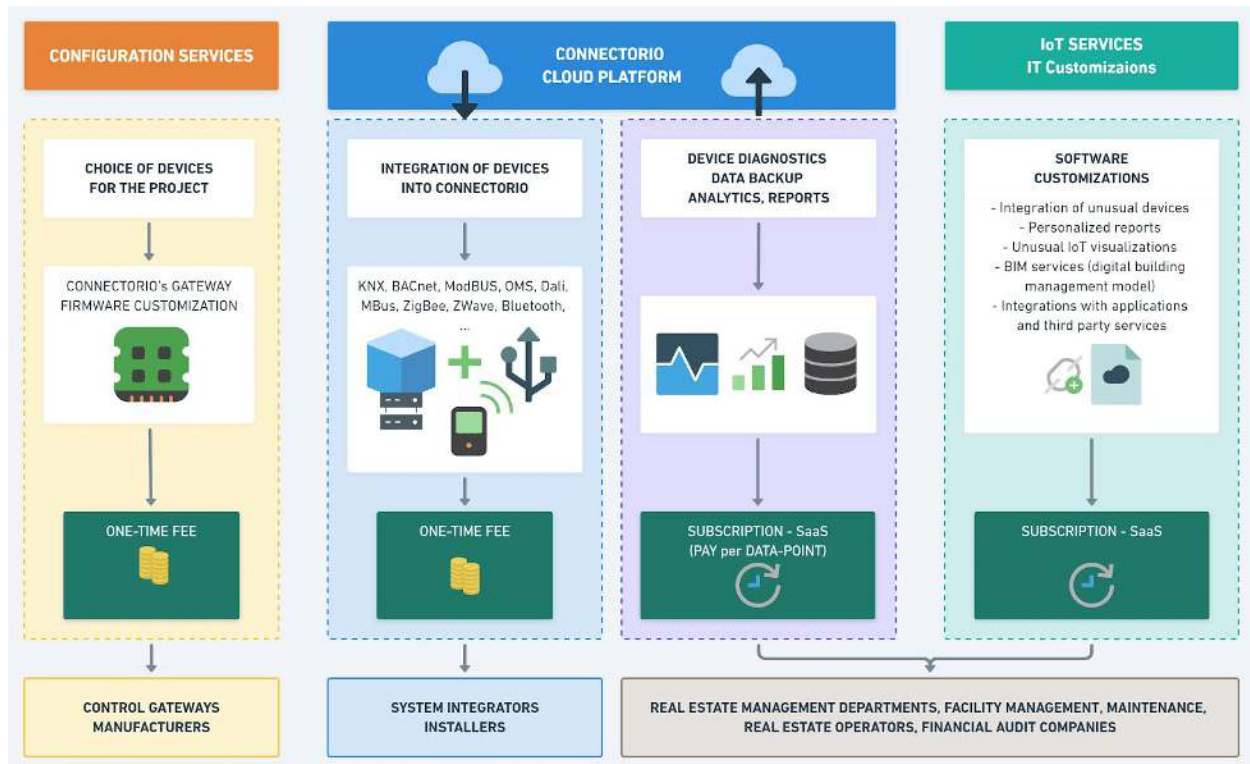 CONFIGURATION SERVICES
CONNECTORIO
CLOUD PLATFORM
IoT SERVICES
IT Customizaions
CHOICE OF DEVICES
FOR THE PROJECT
CONNECTORIO's GATEWAY
FIRMWARE CUSTOMIZATION
ONE-TIME FEE
CONTROL GATEWAYS
MANUFACTURERS
INTEGRATION OF DEVICES
INTO CONNECTORIO
KNX, BACnet, ModBUS, OMS, Dali,
MBus, ZigBee, ZWave, Bluetooth,
...
ONE-TIME FEE
SYSTEM INTEGRATORS
INSTALLERS
DEVICE DIAGNOSTICS
DATA BACKUP
ANALYTICS, REPORTS
SUBSCRIPTION - SaaS
(PAY per DATA-POINT)
SOFTWARE
CUSTOMIZATIONS
- Integration of unusual devices
- Personalized reports
- Unusual IoT visualizations
- BIM services (digital building
management model)
- Integrations with applications
and third party services
SUBSCRIPTION - SaaS
REAL ESTATE MANAGEMENT DEPARTMENTS, FACILITY MANAGEMENT, MAINTENANCE,
REAL ESTATE OPERATORS, FINANCIAL AUDIT COMPANIES